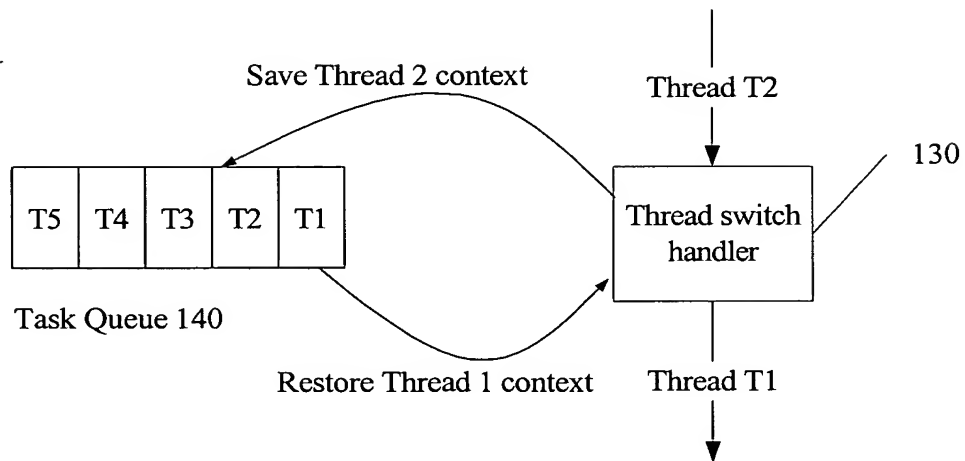 Save Thread 2 context
Thread T2
130
T5 T4 T3 T2 T1
Thread switch
handler
Task Queue 140
Restore Thread 1 context
Thread T1